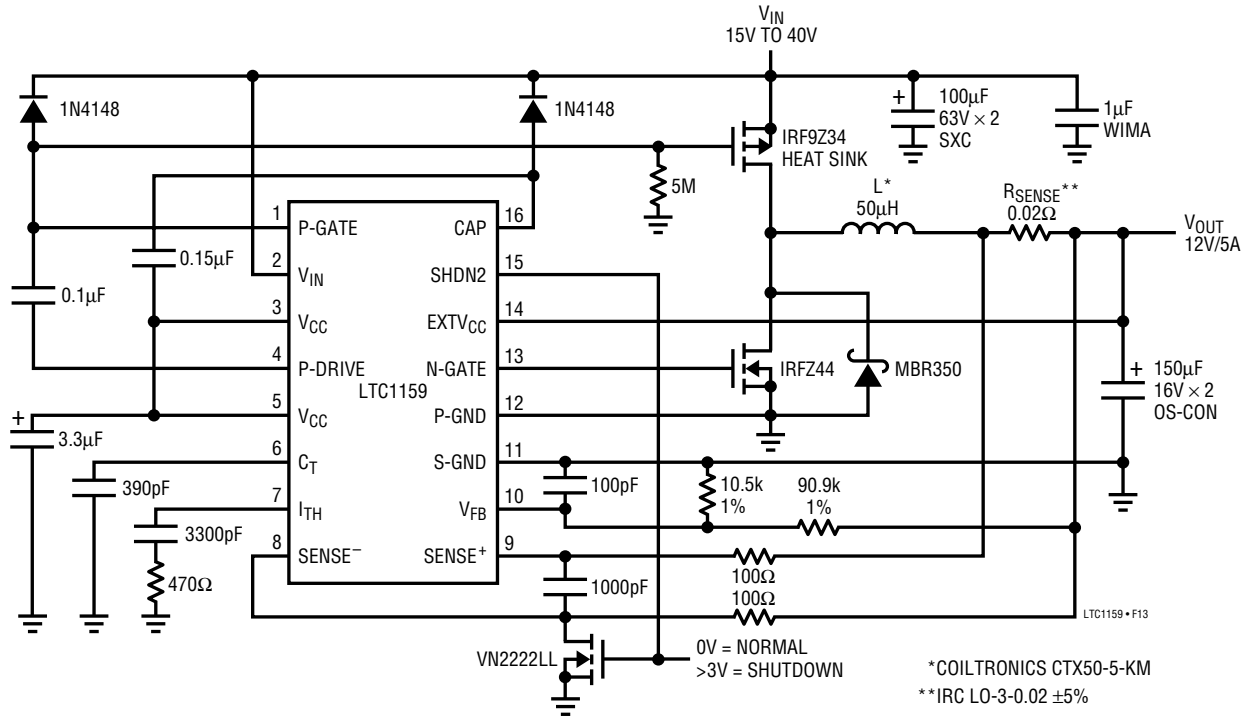 VIN
15V TO 40V
1N4148
1N4148
+
100µF
63V × 2
SXC
1µF
WIMA
IRF9Z34
HEAT SINK
5M
L*
50µH
RSENSE**
0.02Ω
VOUT
12V/5A
0.15µF
0.1µF
1
P-GATE
CAP
16
2
VIN
SHDN2
15
3
VCC
EXTVCC
14
4
P-DRIVE
N-GATE
13
LTC1159
5
VCC
P-GND
12
6
CT
S-GND
11
7
ITH
VFB
10
8
SENSE–
SENSE+
9
IRFZ44
MBR350
+
150µF
16V × 2
OS-CON
+
3.3µF
390pF
3300pF
470Ω
100pF
10.5k
1%
90.9k
1%
1000pF
100Ω
100Ω
LTC1159 • F13
VN2222LL
0V = NORMAL
>3V = SHUTDOWN
*COILTRONICS CTX50-5-KM
**IRC LO-3-0.02 ±5%